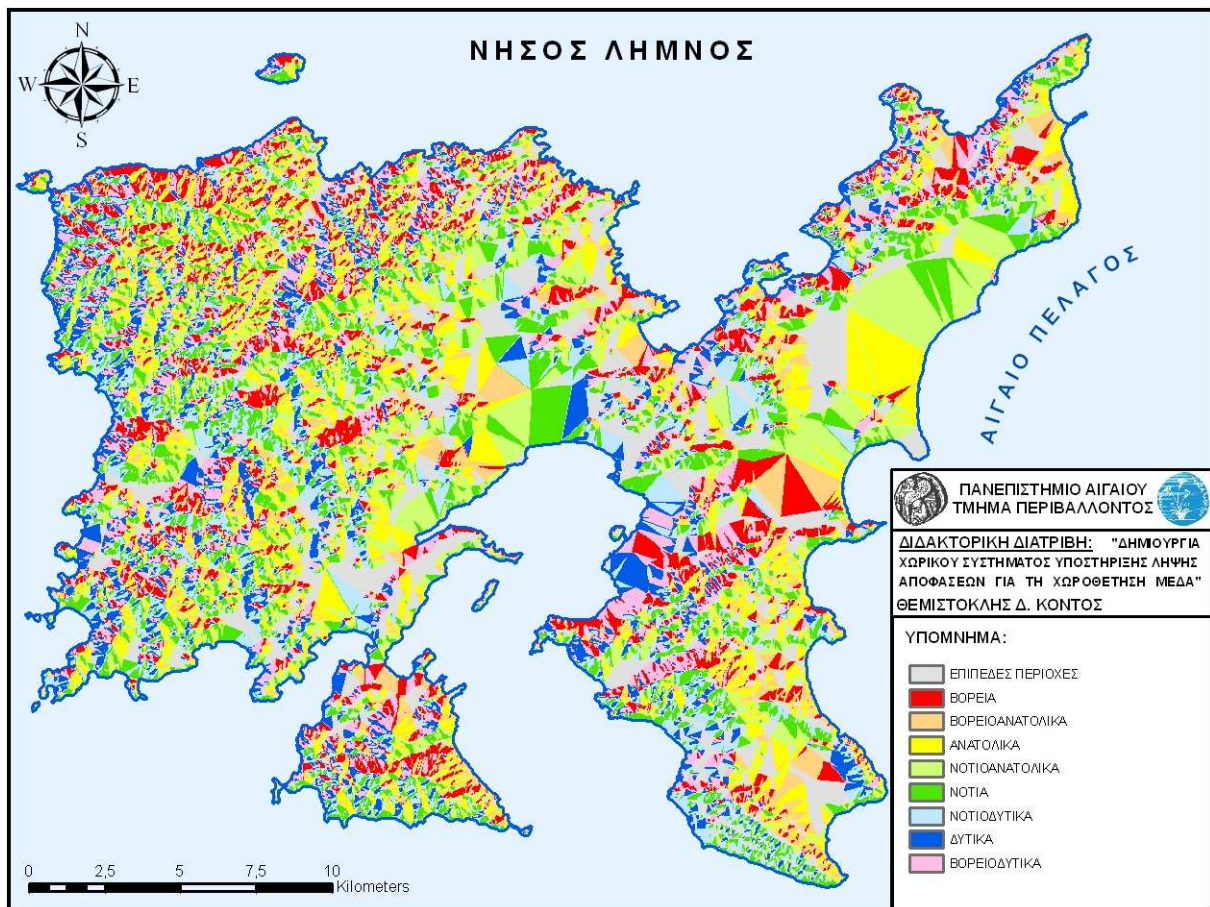 ΝΗΣΟΣ ΛΗΜΝΟΣ
N
W E
S
ΑΙΓΑΙΟ ΠΕΛΑΓΟΣ
ΠΑΝΕΠΙΣΤΗΜΙΟ ΑΙΓΑΙΟΥ
ΤΜΗΜΑ ΠΕΡΙΒΑΛΛΟΝΤΟΣ
ΔΙΔΑΚΤΟΡΙΚΗ ΔΙΑΤΡΙΒΗ: "ΔΗΜΙΟΥΡΓΙΑ
ΧΩΡΙΚΟΥ ΣΥΣΤΗΜΑΤΟΣ ΥΠΟΣΤΗΡΙΞΗΣ ΛΗΨΗΣ
ΑΠΟΦΑΣΕΩΝ ΓΙΑ ΤΗ ΧΩΡΟΘΕΤΗΣΗ ΜΕΔΑ"
ΘΕΜΙΣΤΟΚΛΗΣ Δ. ΚΟΝΤΟΣ
ΥΠΟΜΝΗΜΑ:
ΕΠΙΠΕΔΕΣ ΠΕΡΙΟΧΕΣ
ΒΟΡΕΙΑ
ΒΟΡΕΙΟΑΝΑΤΟΛΙΚΑ
ΑΝΑΤΟΛΙΚΑ
ΝΟΤΙΟΑΝΑΤΟΛΙΚΑ
ΝΟΤΙΑ
ΝΟΤΙΟΔΥΤΙΚΑ
ΔΥΤΙΚΑ
ΒΟΡΕΙΟΔΥΤΙΚΑ
0 2,5 5 7,5 10
Kilometers